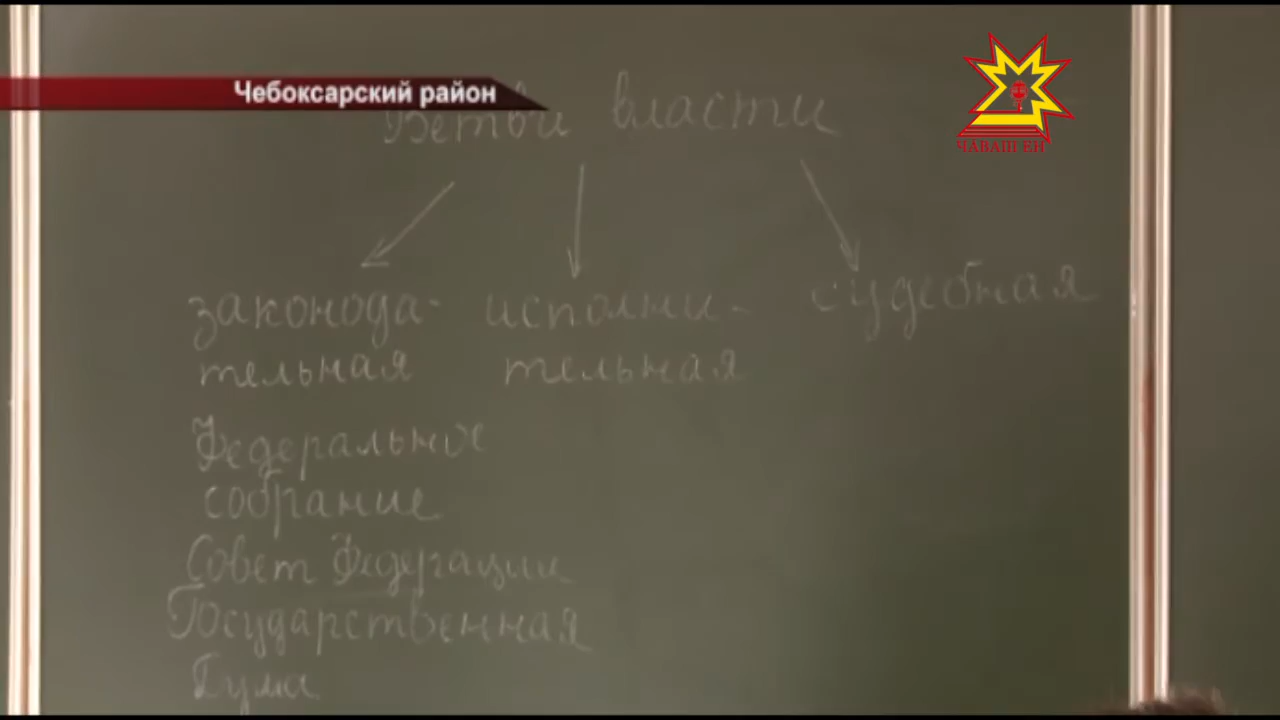 Чебоксарский район
ЧĂВАШ ЕН
Ветви власти
законода- исполни- судебная
тельная тельная
Федеральное
собрание
Совет Федерации
Государственная
Дума